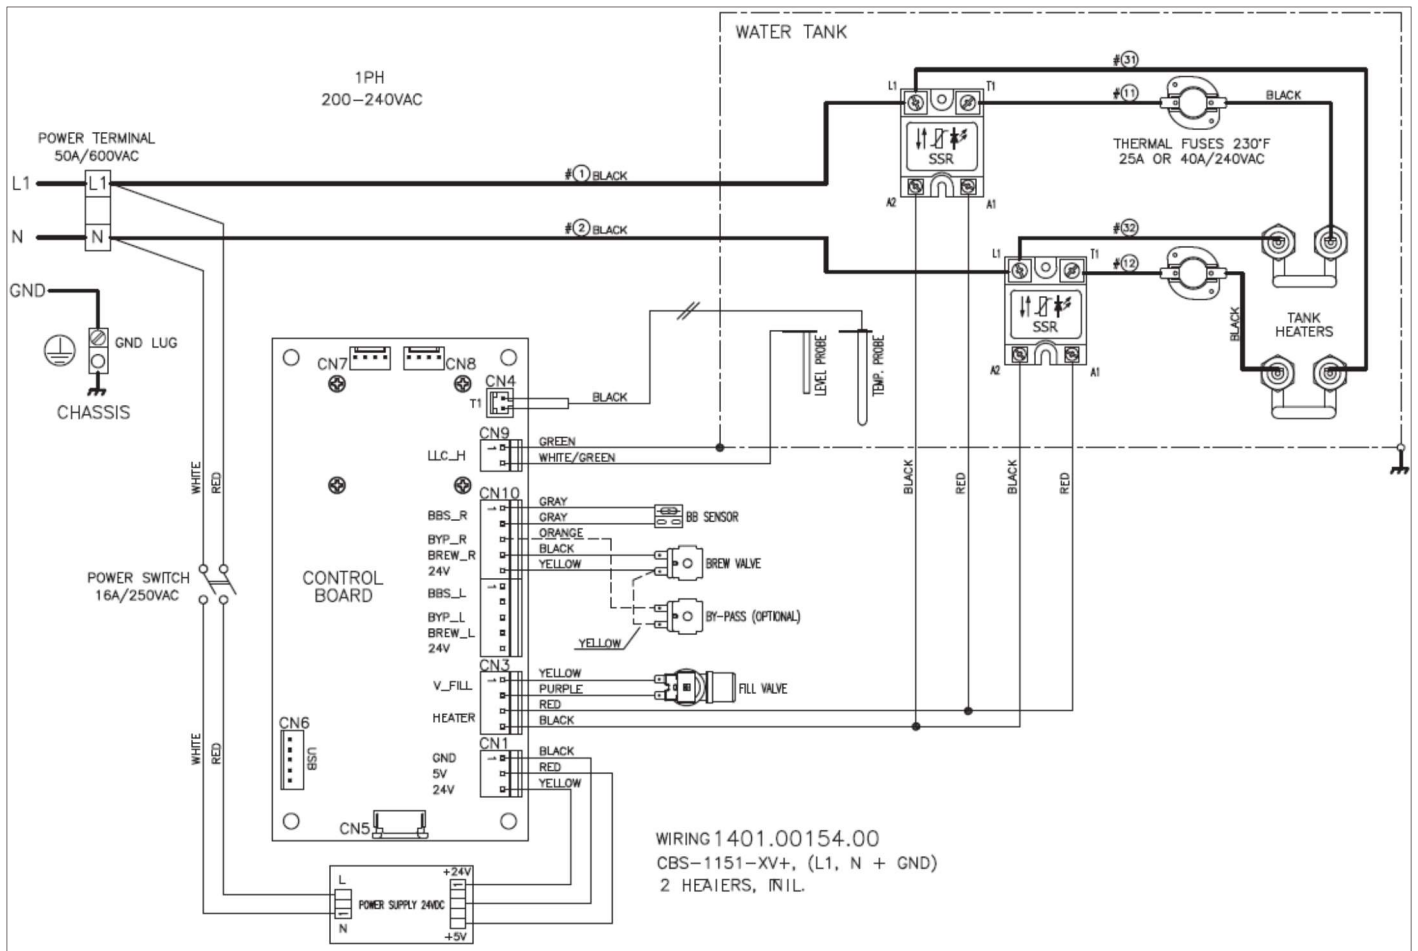 WATER TANK
1PH
200-240VAC
POWER TERMINAL
50A/600VAC
L1
L1
N
N
GND
GND LUG
CHASSIS
#① BLACK
#② BLACK
#㉛
#⑪
BLACK
L1
T1
SSR
A2
A1
THERMAL FUSES 230°F
25A OR 40A/240VAC
#㉜
#⑫
L1
T1
SSR
A2
A1
BLACK
TANK
HEATERS
LEVEL PROBE
TEMP. PROBE
WHITE
RED
POWER SWITCH
16A/250VAC
WHITE
RED
CN7
CN8
CN4
T1
BLACK
CN9
LLC_H
GREEN
WHITE/GREEN
BLACK
RED
BLACK
RED
CN10
BBS_R
BYP_R
BREW_R
24V
BBS_L
BYP_L
BREW_L
24V
GRAY
GRAY
ORANGE
BLACK
YELLOW
BB SENSOR
BREW VALVE
BY-PASS (OPTIONAL)
YELLOW
CONTROL
BOARD
CN3
V_FILL
HEATER
YELLOW
PURPLE
RED
BLACK
FILL VALVE
CN6
USB
CN1
GND
5V
24V
BLACK
RED
YELLOW
CN5
L
N
1
POWER SUPPLY 24VDC
+24V
1
+5V
WIRING 1401.00154.00
CBS-1151-XV+, (L1, N + GND)
2 HEAIERS,